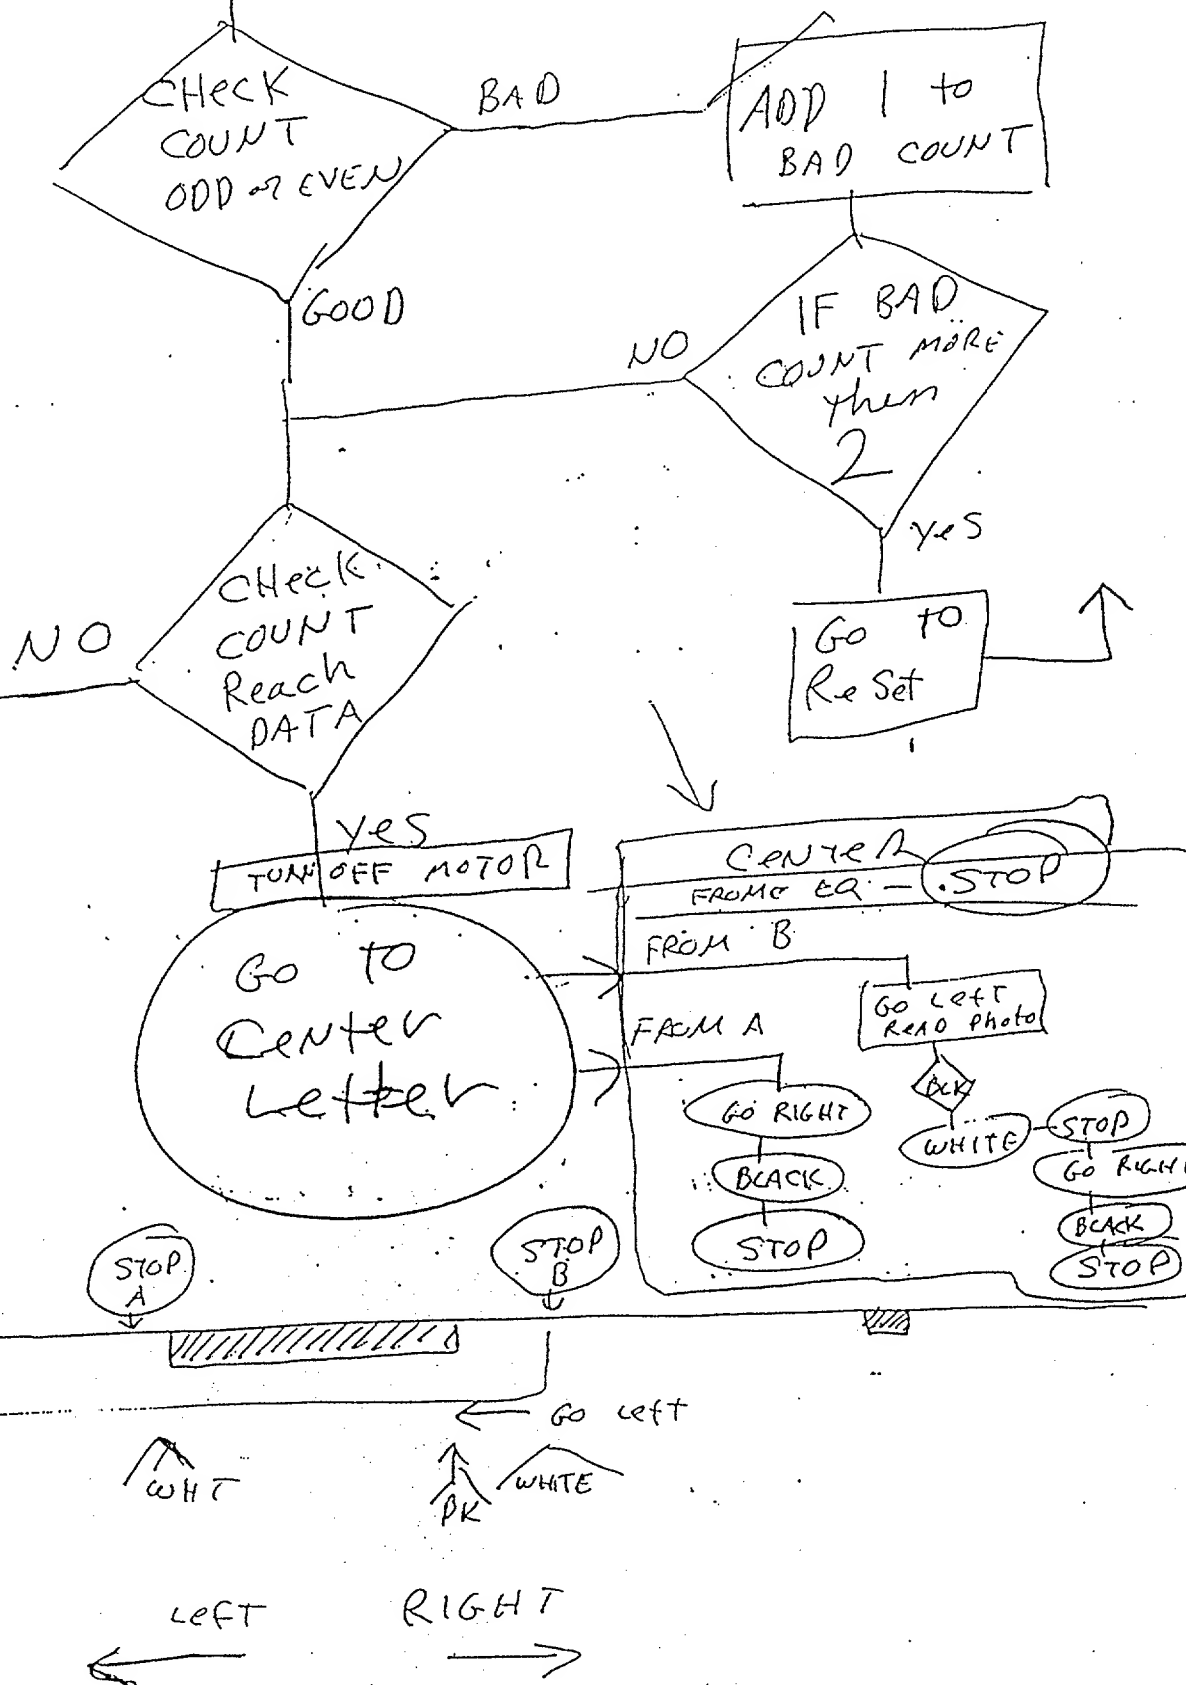 CHecK
COUNT
ODD or EVEN
BAD
ADD 1 to
BAD COUNT
GOOD
IF BAD
COUNT MORE
then
2
NO
yes
Go TO
ReSet
CHecK
COUNT
Reach
DATA
NO
yes
TURN OFF MOTOR
Go TO
Center
Letter
CENTER
STOP
FROM B
Go LEFT
READ PHOTO
BLK
WHITE
STOP
GO RIGHT
BLACK
STOP
FROM A
GO RIGHT
BLACK
STOP
STOP
A
STOP
B
GO LEFT
WHT
WHITE
LEFT
RIGHT